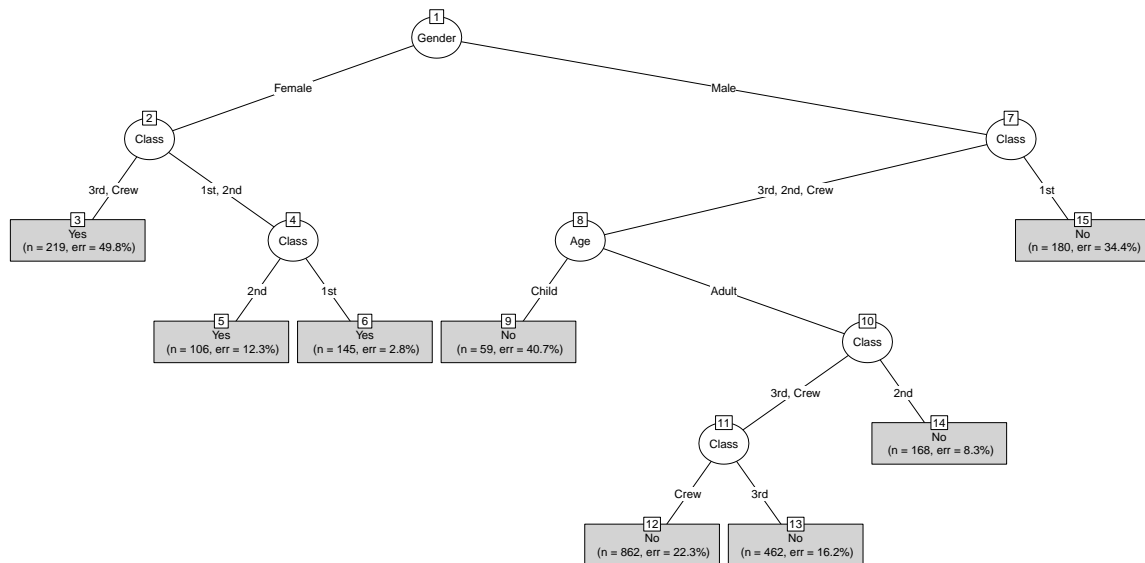 1
Gender
Female
Male
2
Class
7
Class
3rd, Crew
1st, 2nd
3rd, 2nd, Crew
1st
3
Yes
(n = 219, err = 49.8%)
4
Class
8
Age
15
No
(n = 180, err = 34.4%)
2nd
1st
Child
Adult
5
Yes
(n = 106, err = 12.3%)
6
Yes
(n = 145, err = 2.8%)
9
No
(n = 59, err = 40.7%)
10
Class
3rd, Crew
2nd
11
Class
14
No
(n = 168, err = 8.3%)
Crew
3rd
12
No
(n = 862, err = 22.3%)
13
No
(n = 462, err = 16.2%)